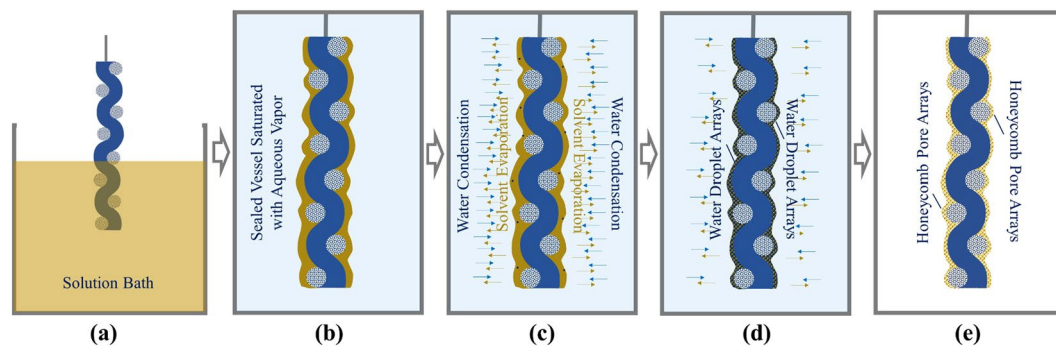 Solution Bath
(a)
Sealed Vessel Saturated
with Aqueous Vapor
(b)
Water Condensation
Solvent Evaporation
Solvent Evaporation
Water Condensation
(c)
Water Droplet Arrays
Water Droplet Arrays
(d)
Honeycomb Pore Arrays
Honeycomb Pore Arrays
(e)